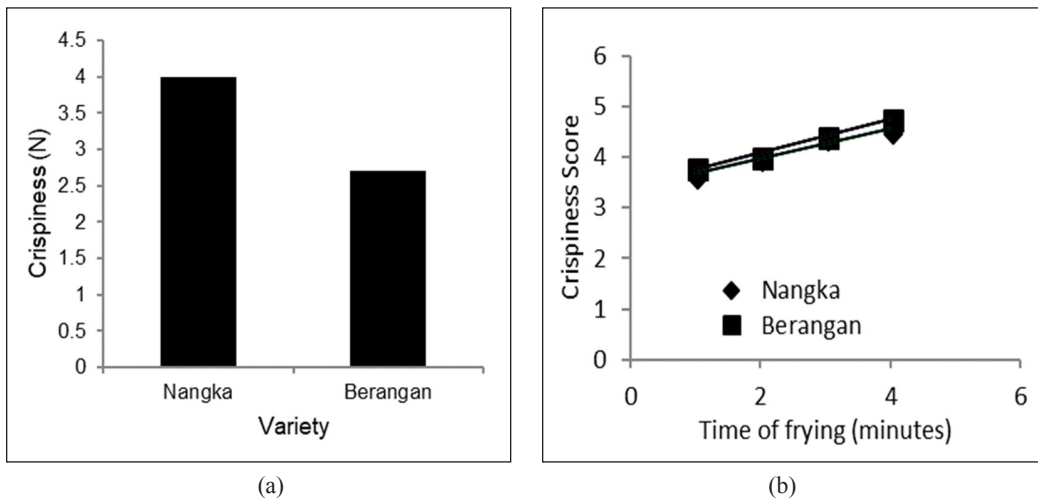 4.5
4
3.5
3
2.5
2
1.5
1
0.5
0
Crispiness (N)
Nangka
Berangan
Variety
(a)
6
5
4
3
2
1
0
Crispiness Score
Nangka
Berangan
0 2 4 6
Time of frying (minutes)
(b)